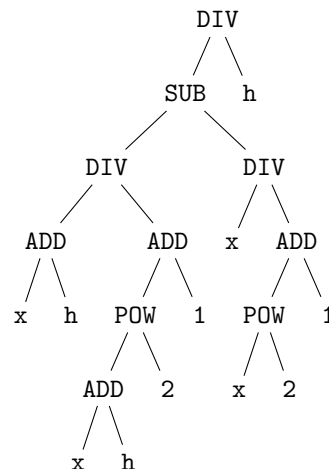 DIV
SUB h
DIV DIV
ADD ADD x ADD
x h POW 1 POW 1
ADD 2 x 2
x h